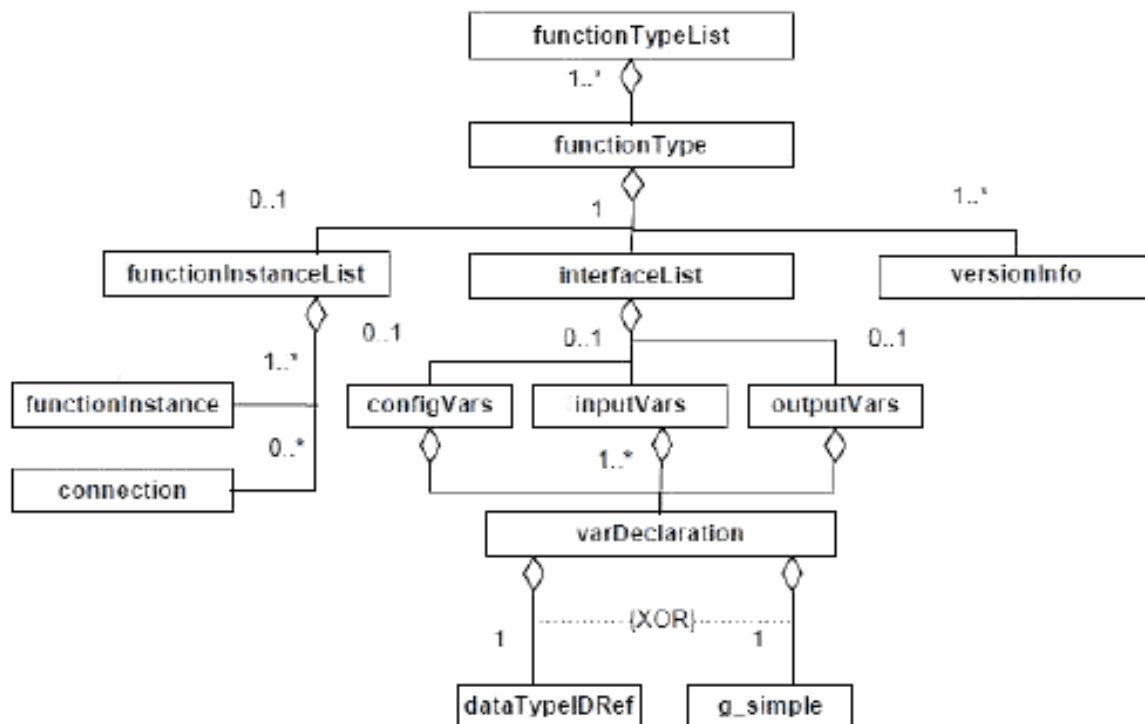 functionTypeList
1..*
functionType
0..1
1
1..*
functionInstanceList
interfaceList
versionInfo
0..1
0..1
0..1
1..*
functionInstance
configVars
inputVars
outputVars
0..*
1..*
connection
varDeclaration
{XOR}
1
1
dataTypeIDRef
g_simple